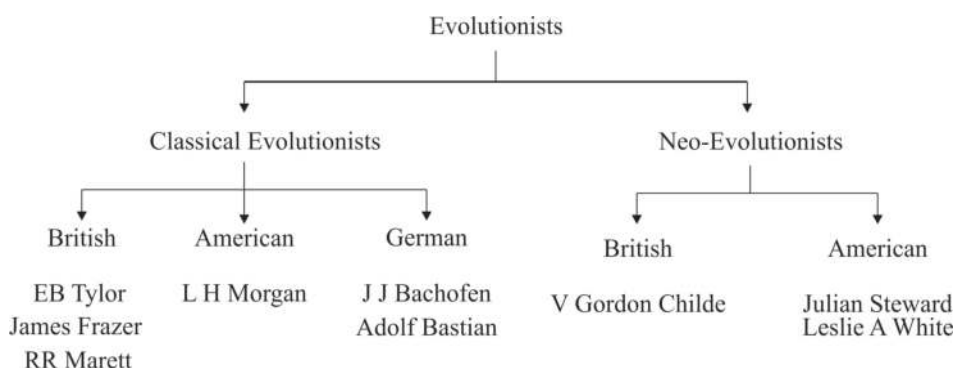 Evolutionists
Classical Evolutionists
Neo-Evolutionists
British
American
German
EB Tylor
James Frazer
RR Marett
L H Morgan
J J Bachofen
Adolf Bastian
British
American
V Gordon Childe
Julian Steward
Leslie A White